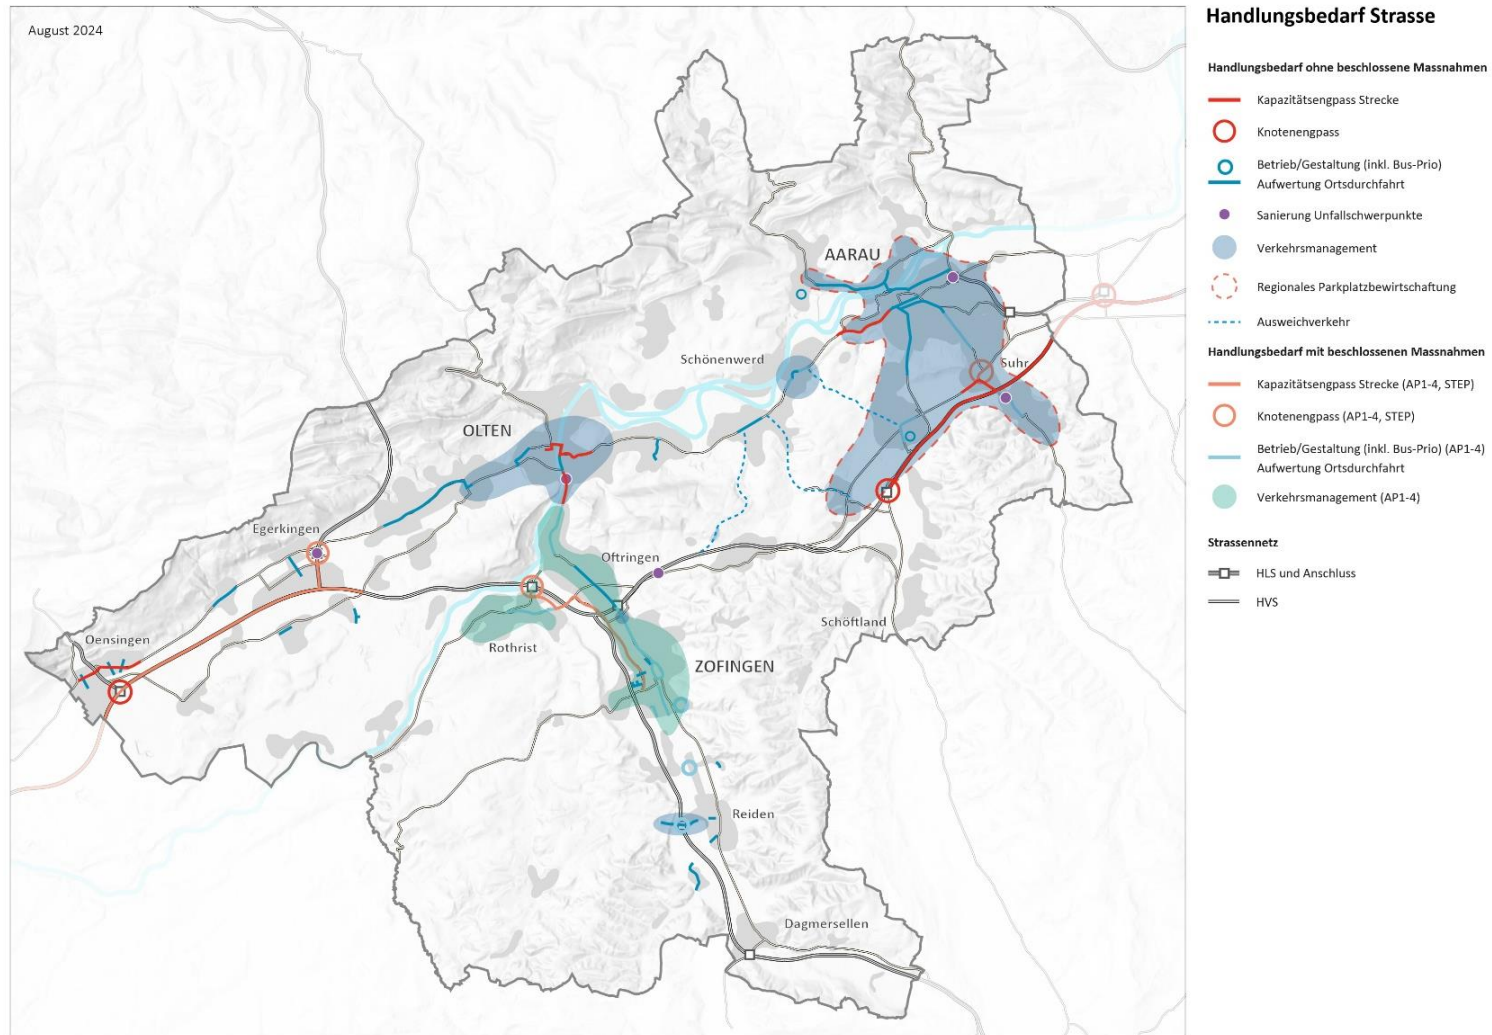 August 2024
AARAU
Schönenwerd
Suhr
OLTEN
Egerkingen
Oftringen
Oensingen
Rothrist
Schöftland
ZOFINGEN
Reiden
Dagmersellen
Handlungsbedarf Strasse
Handlungsbedarf ohne beschlossene Massnahmen
Kapazitätsengpass Strecke
Knotenengpass
Betrieb/Gestaltung (inkl. Bus-Prio)
Aufwertung Ortsdurchfahrt
Sanierung Unfallschwerpunkte
Verkehrsmanagement
Regionales Parkplatzbewirtschaftung
Ausweichverkehr
Handlungsbedarf mit beschlossenen Massnahmen
Kapazitätsengpass Strecke (AP1-4, STEP)
Knotenengpass (AP1-4, STEP)
Betrieb/Gestaltung (inkl. Bus-Prio) (AP1-4)
Aufwertung Ortsdurchfahrt
Verkehrsmanagement (AP1-4)
Strassennetz
HLS und Anschluss
HVS